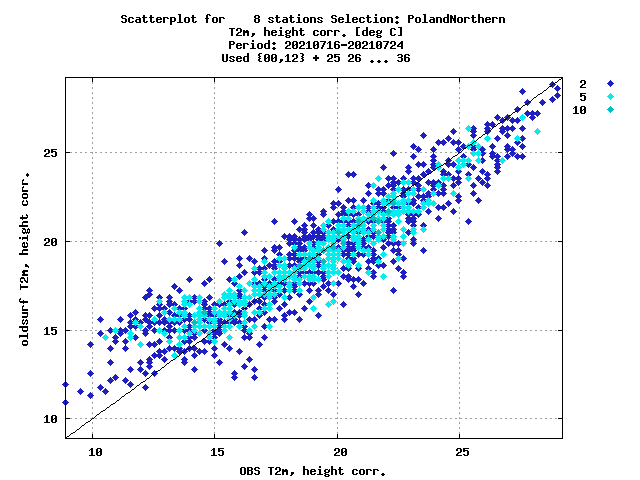 Scatterplot for 8 stations Selection: PolandNorthern
T2m, height corr. [deg C]
Period: 20210716-20210724
Used {00,12} + 25 26 ... 36
2
5
10
25
20
15
10
oldsurf T2m, height corr.
10 15 20 25
OBS T2m, height corr.